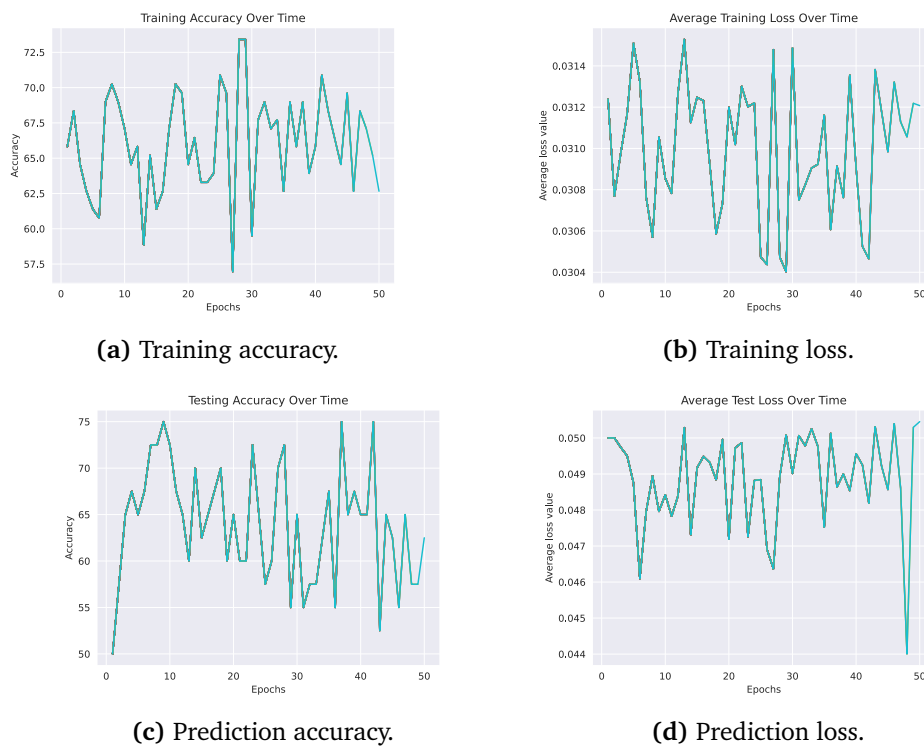 Training Accuracy Over Time
Accuracy
72.5
70.0
67.5
65.0
62.5
60.0
57.5
0 10 20 30 40 50
Epochs
(a) Training accuracy.
Average Training Loss Over Time
Average loss value
0.0314
0.0312
0.0310
0.0308
0.0306
0.0304
0 10 20 30 40 50
Epochs
(b) Training loss.
Testing Accuracy Over Time
Accuracy
75
70
65
60
55
50
0 10 20 30 40 50
Epochs
(c) Prediction accuracy.
Average Test Loss Over Time
Average loss value
0.050
0.049
0.048
0.047
0.046
0.045
0.044
0 10 20 30 40 50
Epochs
(d) Prediction loss.